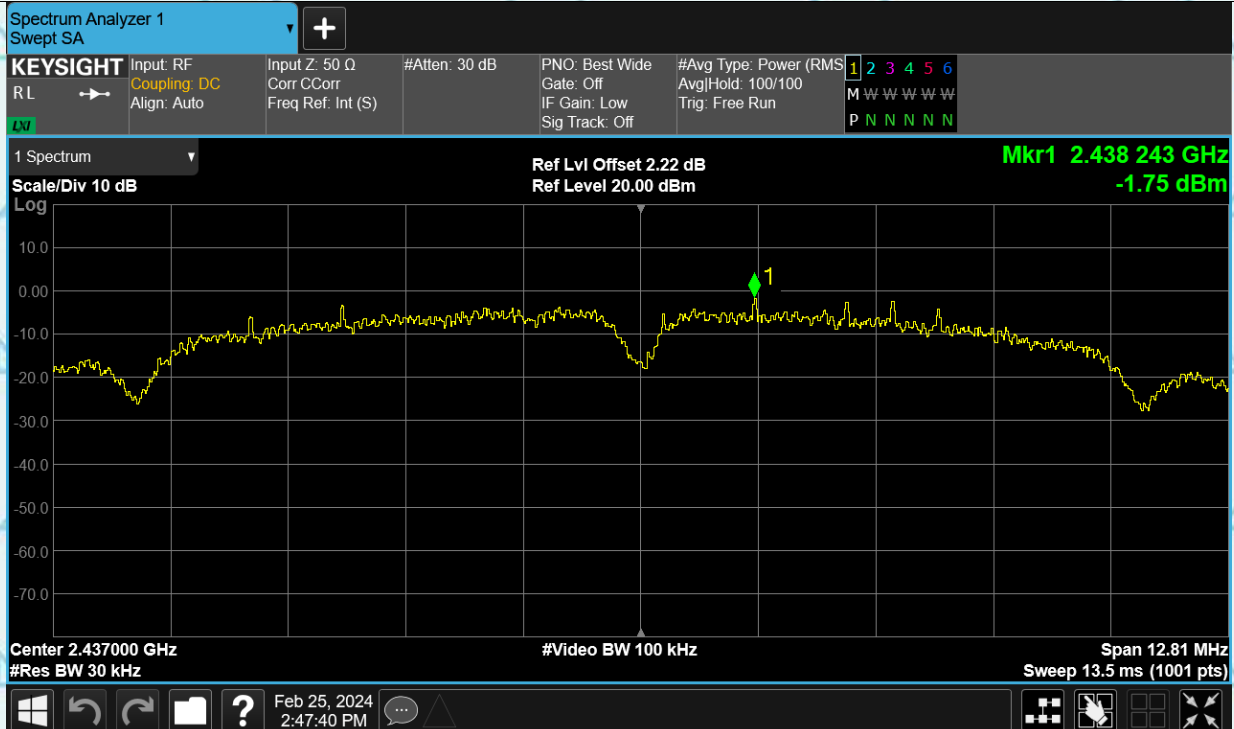 Spectrum Analyzer 1
Swept SA
KEYSIGHT
R L
LXI
Input: RF
Coupling: DC
Align: Auto
Input Z: 50 Ω
Corr CCorr
Freq Ref: Int (S)
#Atten: 30 dB
PNO: Best Wide
Gate: Off
IF Gain: Low
Sig Track: Off
#Avg Type: Power (RMS
Avg|Hold: 100/100
Trig: Free Run
1 2 3 4 5 6
M W W W W W
P N N N N N
1 Spectrum
Scale/Div 10 dB
Log
Ref Lvl Offset 2.22 dB
Ref Level 20.00 dBm
Mkr1 2.438 243 GHz
-1.75 dBm
10.0
0.00
-10.0
-20.0
-30.0
-40.0
-50.0
-60.0
-70.0
1
Center 2.437000 GHz
#Res BW 30 kHz
#Video BW 100 kHz
Span 12.81 MHz
Sweep 13.5 ms (1001 pts)
?
Feb 25, 2024
2:47:40 PM